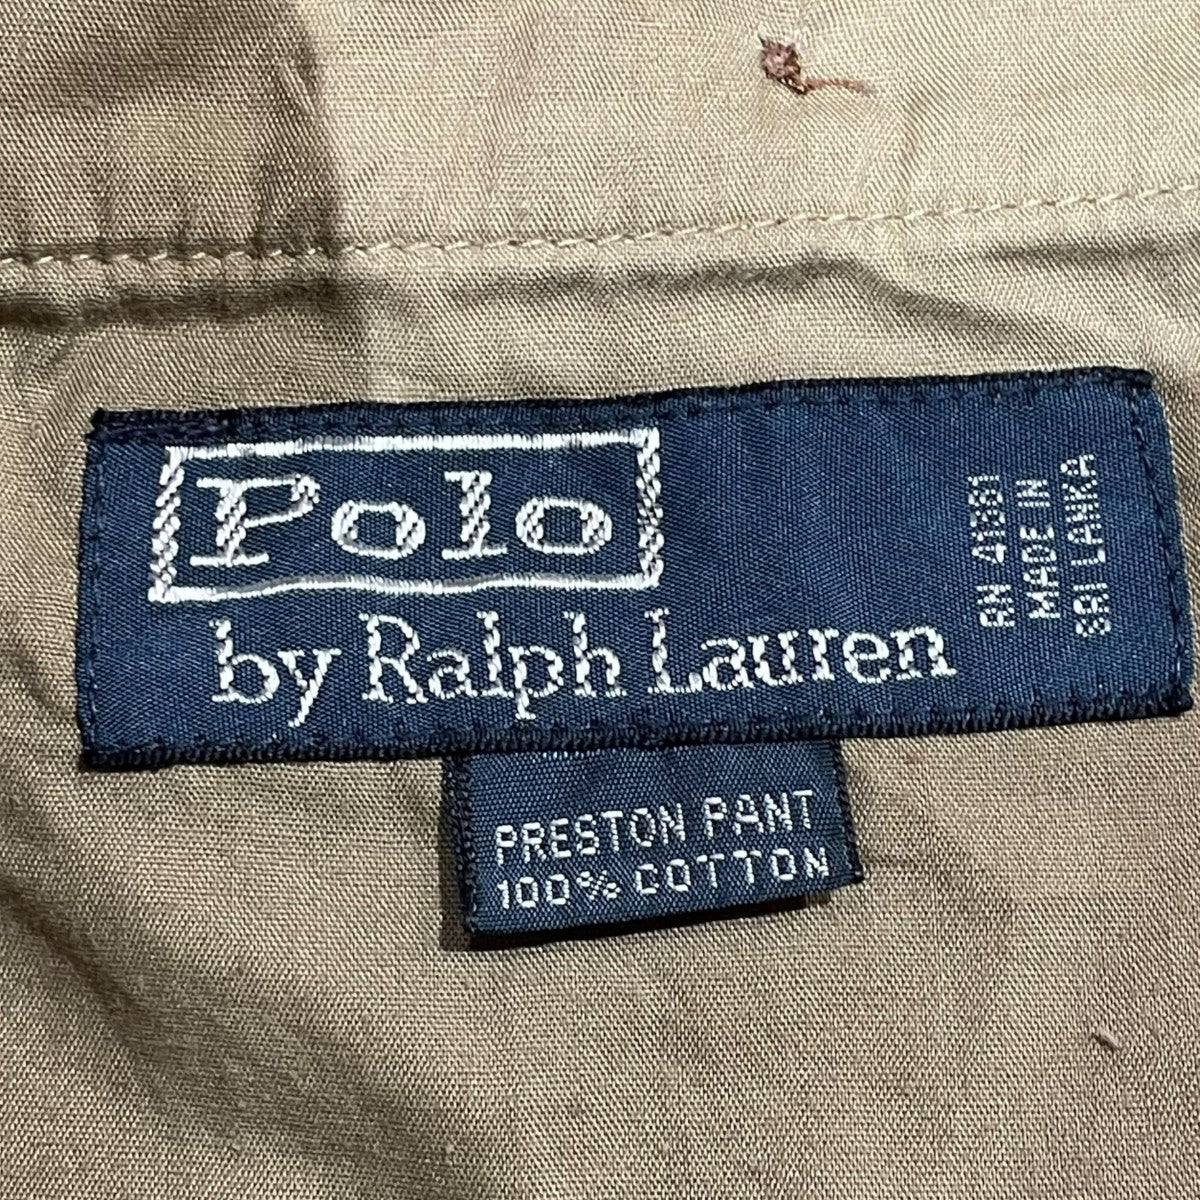 Polo
by Ralph Lauren
RN 41381
MADE IN
SRI LANKA
PRESTON PANT
100% COTTON